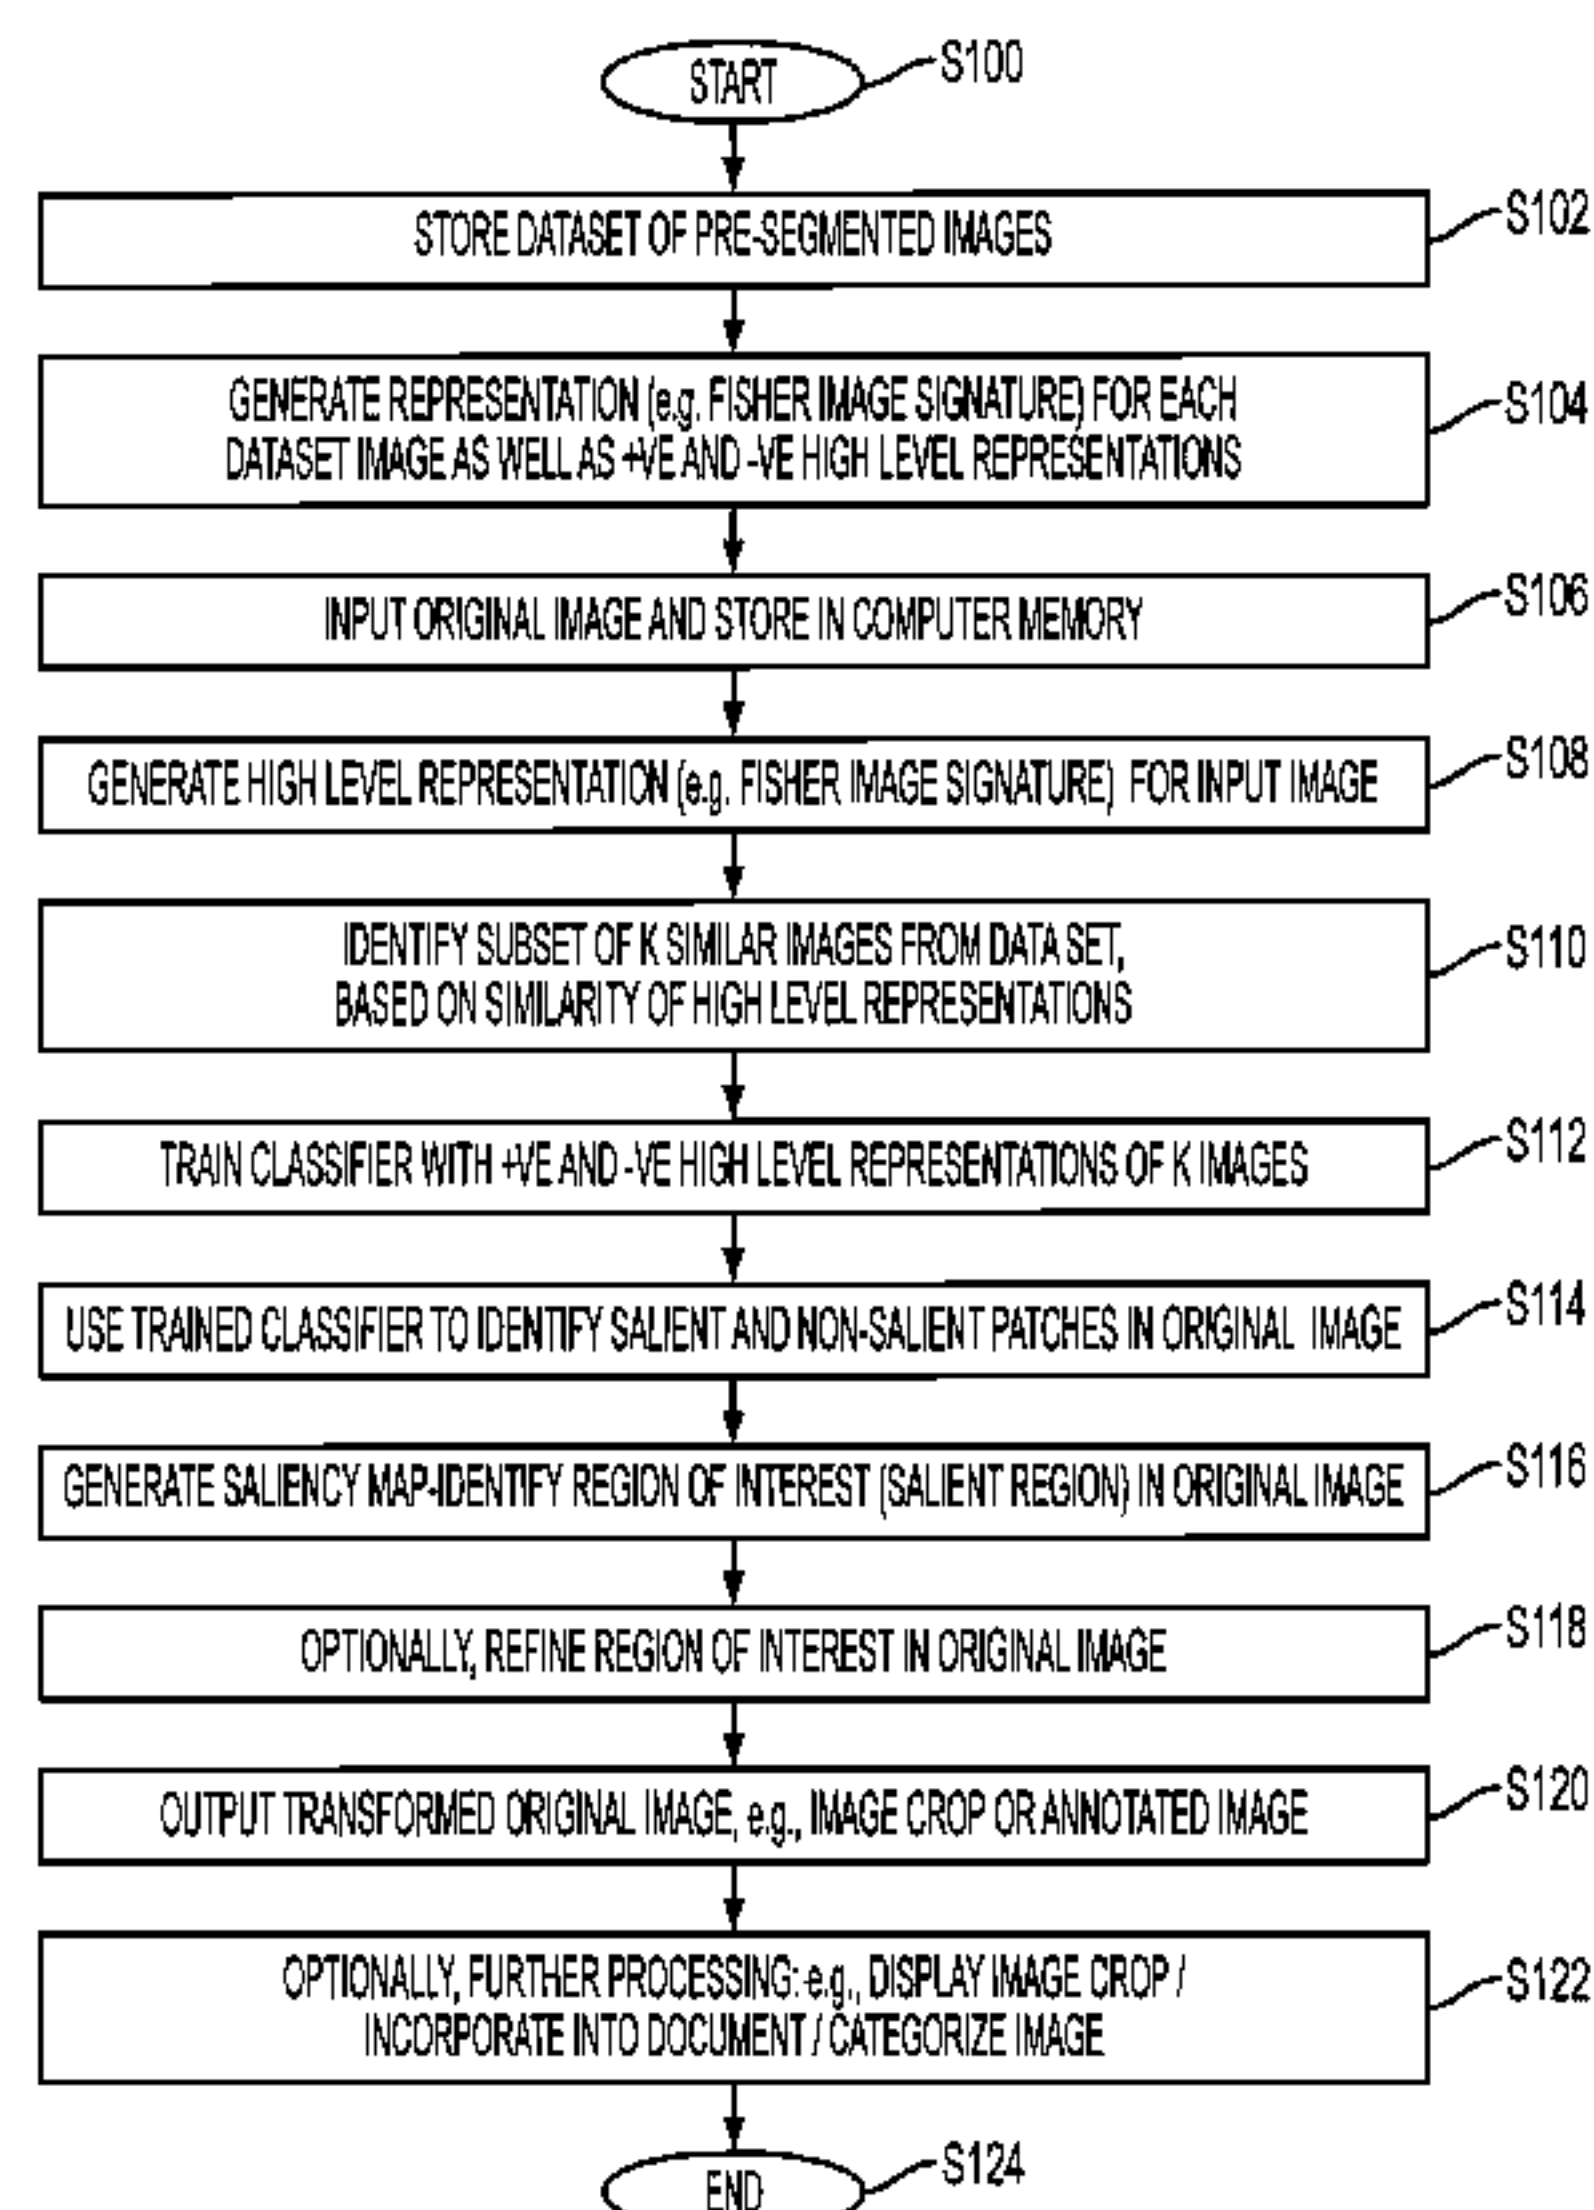 START
S100
STORE DATASET OF PRE-SEGMENTED IMAGES
S102
GENERATE REPRESENTATION (e.g. FISHER IMAGE SIGNATURE) FOR EACH
DATASET IMAGE AS WELL AS +VE AND -VE HIGH LEVEL REPRESENTATIONS
S104
INPUT ORIGINAL IMAGE AND STORE IN COMPUTER MEMORY
S106
GENERATE HIGH LEVEL REPRESENTATION (e.g. FISHER IMAGE SIGNATURE) FOR INPUT IMAGE
S108
IDENTIFY SUBSET OF K SIMILAR IMAGES FROM DATA SET,
BASED ON SIMILARITY OF HIGH LEVEL REPRESENTATIONS
S110
TRAIN CLASSIFIER WITH +VE AND -VE HIGH LEVEL REPRESENTATIONS OF K IMAGES
S112
USE TRAINED CLASSIFIER TO IDENTIFY SALIENT AND NON-SALIENT PATCHES IN ORIGINAL IMAGE
S114
GENERATE SALIENCY MAP-IDENTIFY REGION OF INTEREST (SALIENT REGION) IN ORIGINAL IMAGE
S116
OPTIONALLY, REFINE REGION OF INTEREST IN ORIGINAL IMAGE
S118
OUTPUT TRANSFORMED ORIGINAL IMAGE, e.g., IMAGE CROP OR ANNOTATED IMAGE
S120
OPTIONALLY, FURTHER PROCESSING: e.g., DISPLAY IMAGE CROP /
INCORPORATE INTO DOCUMENT / CATEGORIZE IMAGE
S122
END
S124